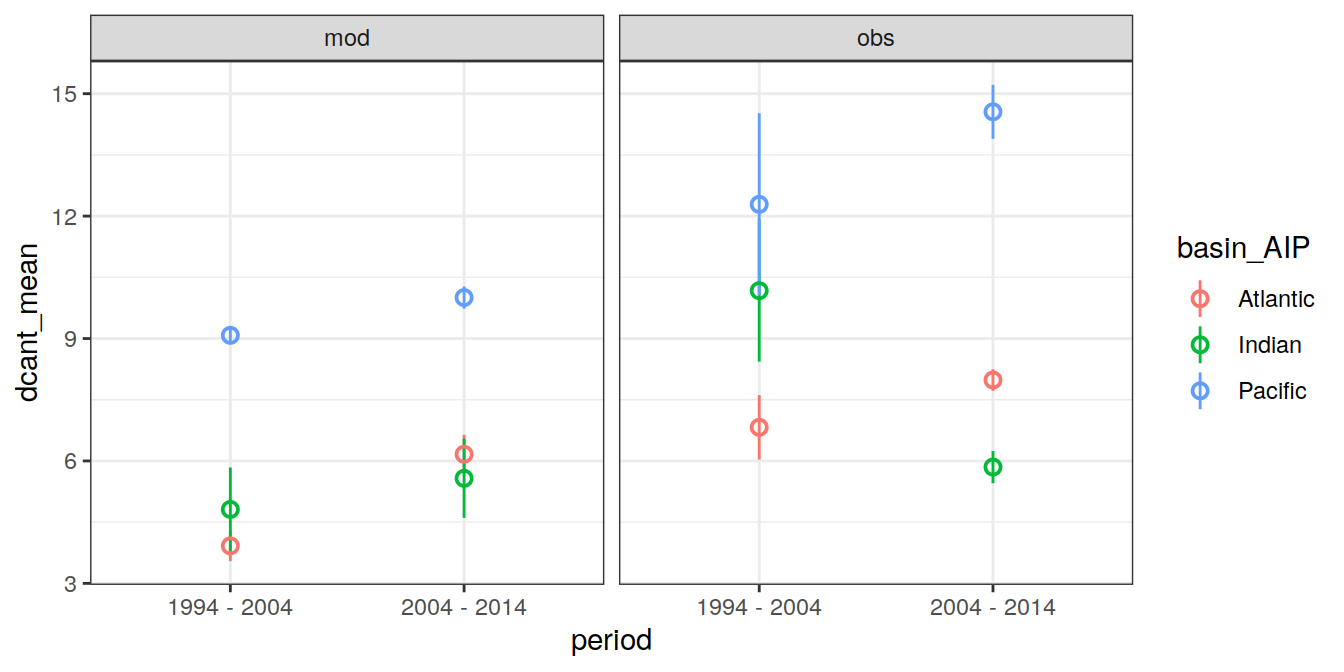 mod
obs
dcant_mean
15
12
9
6
3
1994 - 2004
2004 - 2014
1994 - 2004
2004 - 2014
period
basin_AIP
Atlantic
Indian
Pacific